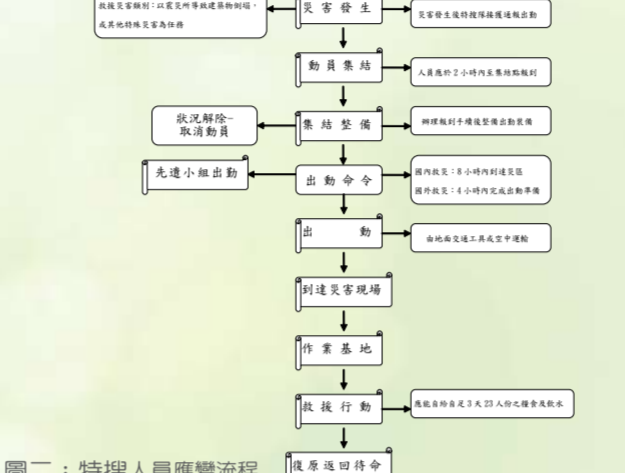 救援災害類別：以震災所導致建築物倒塌，
或其他特殊災害為任務
災害發生
災害發生後特搜隊接獲通報出動
動員集結
人員應於2小時內至集結點報到
狀況解除-
取消動員
集結整備
辦理報到手續後整備出動裝備
先遣小組出勤
出動命令
國內救災：8小時內到達災區
國外救災：4小時內完成出動準備
出動
由地面交通工具或空中運輸
到達災害現場
作業基地
救援行動
應能自給自足3天23人份之糧食及飲水
復原返回待命
圖二：特搜人員應變流程